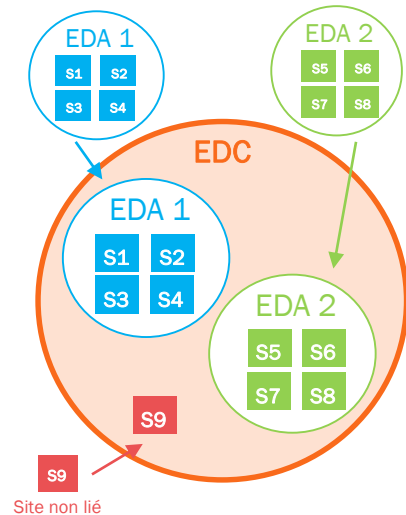 EDA 1
S1 S2
S3 S4
EDA 2
S5 S6
S7 S8
EDC
EDA 1
S1 S2
S3 S4
EDA 2
S5 S6
S7 S8
S9
S9
Site non lié